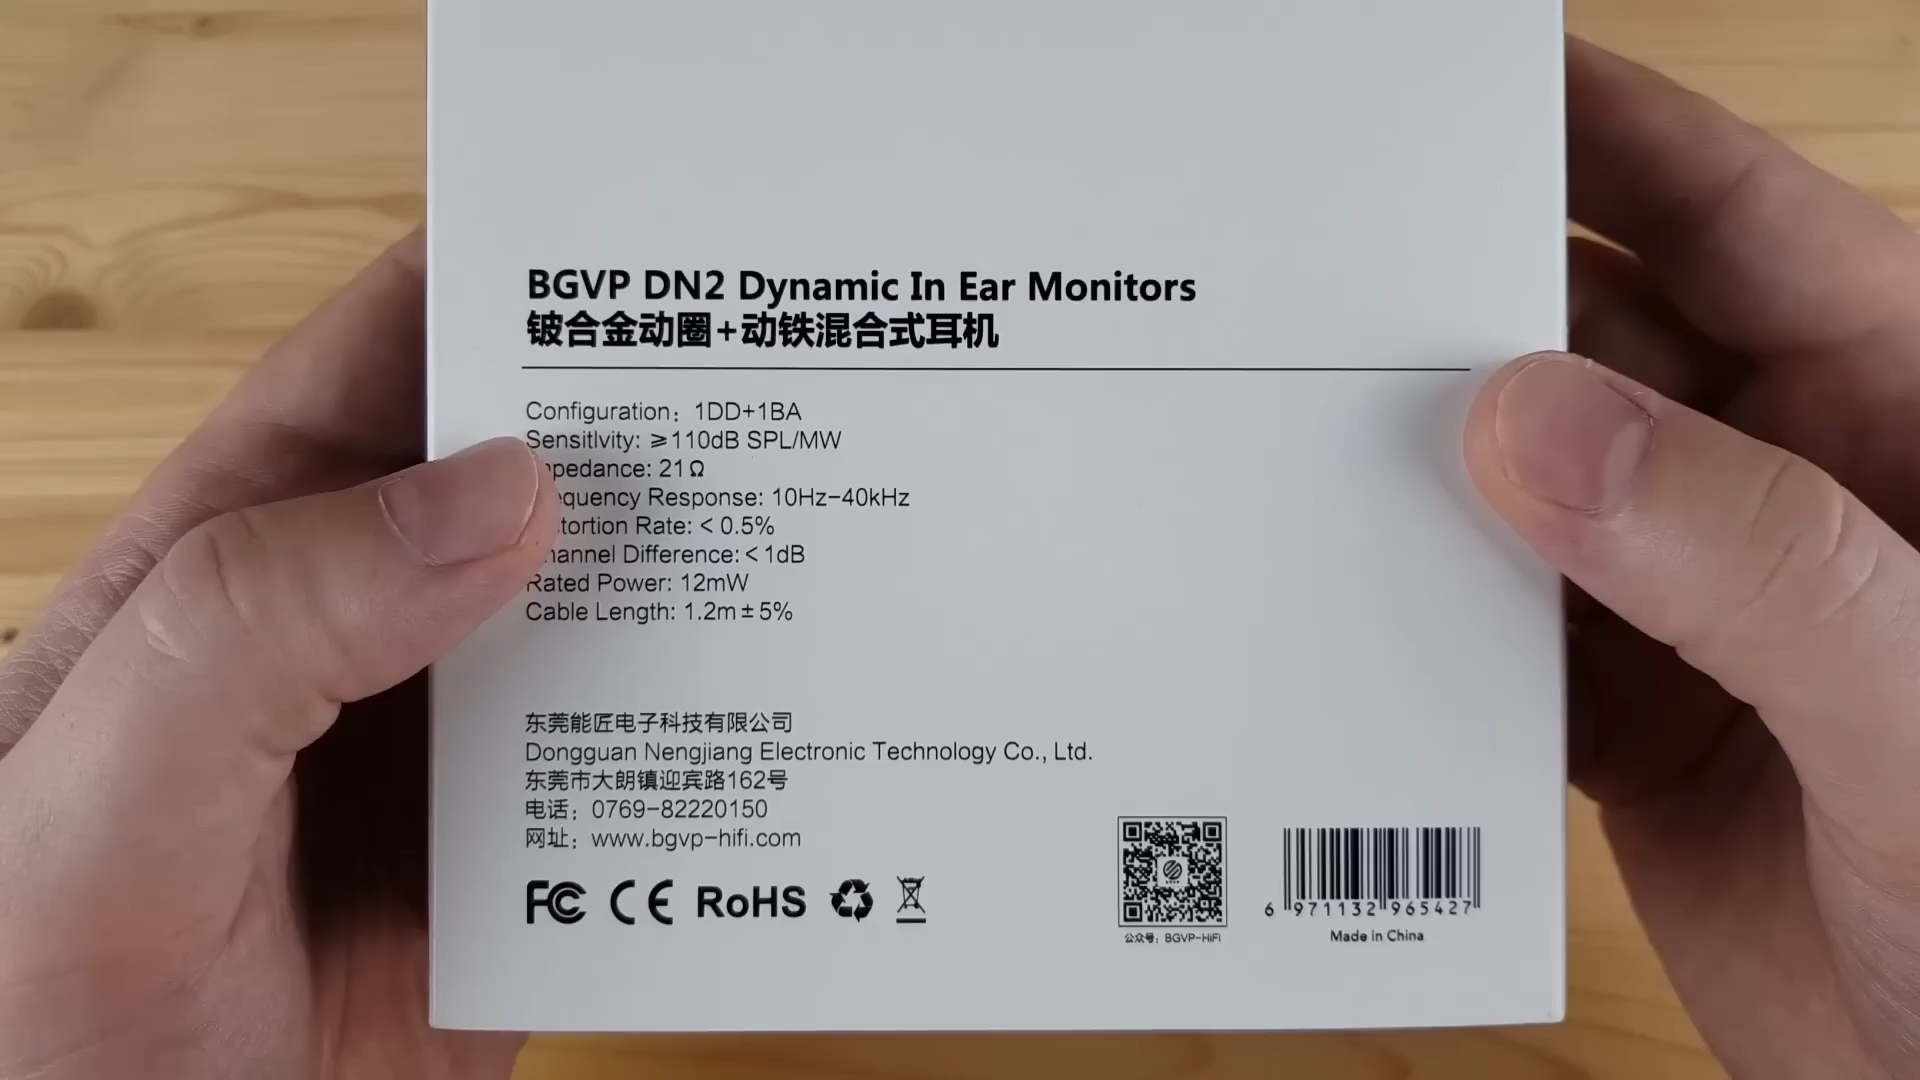 BGVP DN2 Dynamic In Ear Monitors
铍合金动圈+动铁混合式耳机
Configuration：1DD+1BA
Sensitlvity: ≥110dB SPL/MW
pedance: 21Ω
equency Response: 10Hz-40kHz
tortion Rate: < 0.5%
hannel Difference: < 1dB
Rated Power: 12mW
Cable Length: 1.2m ± 5%
东莞能匠电子科技有限公司
Dongguan Nengjiang Electronic Technology Co., Ltd.
东莞市大朗镇迎宾路162号
电话：0769-82220150
网址：www.bgvp-hifi.com
FC CE RoHS
公众号：BGVP-HiFi
6 971132 965427
Made in China